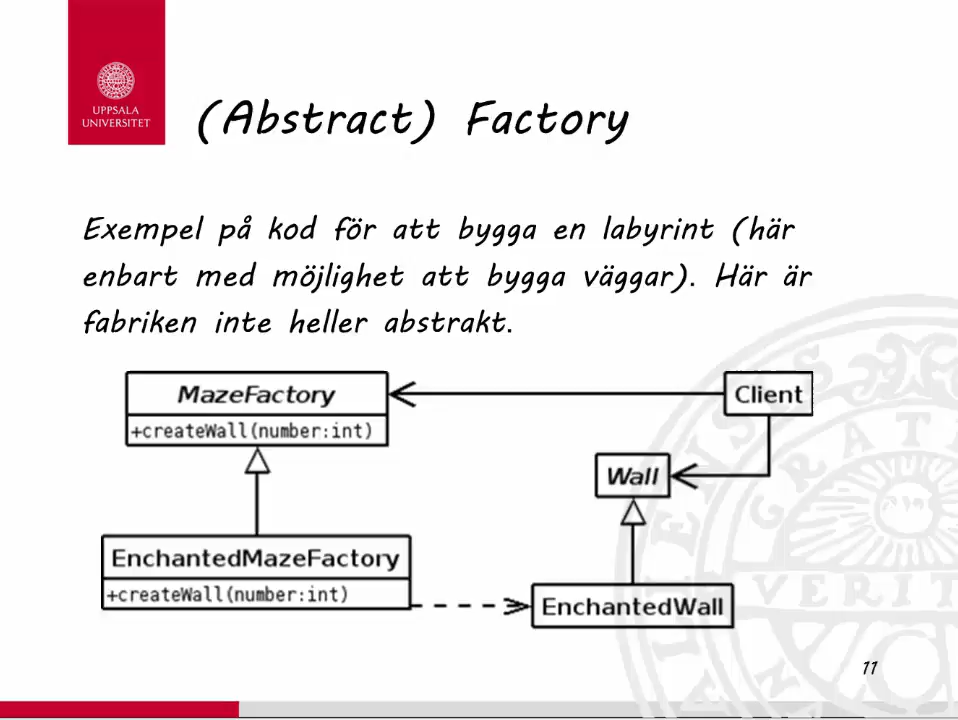 UPPSALA
UNIVERSITET
(Abstract) Factory
Exempel på kod för att bygga en labyrint (här
enbart med möjlighet att bygga väggar). Här är
fabriken inte heller abstrakt.
MazeFactory
+createWall(number:int)
Client
Wall
EnchantedMazeFactory
+createWall(number:int)
EnchantedWall
11